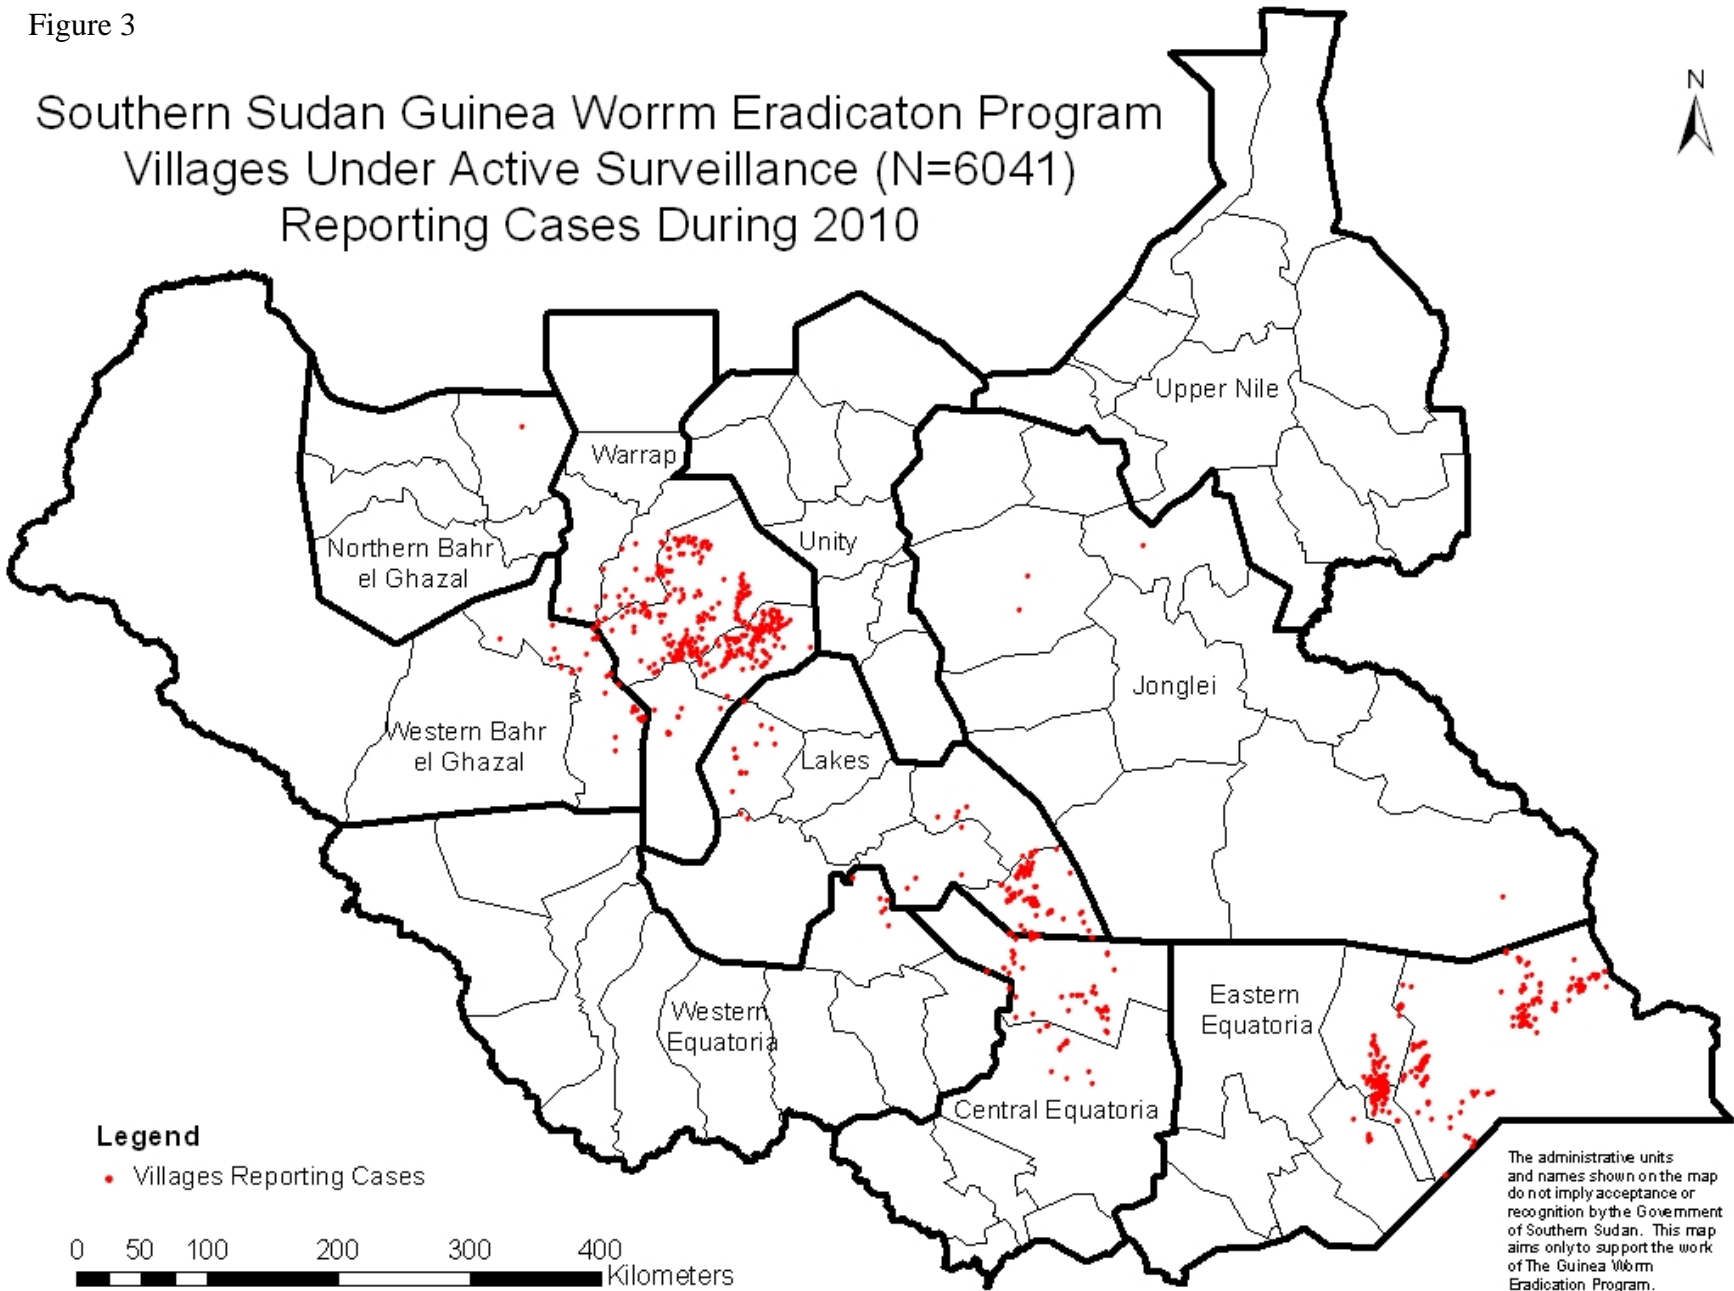 Figure 3
Southern Sudan Guinea Worrm Eradicaton Program
Villages Under Active Surveillance (N=6041)
Reporting Cases During 2010
N
Upper Nile
Warrap
Northern Bahr
el Ghazal
Unity
Jonglei
Western Bahr
el Ghazal
Lakes
Western
Equatoria
Eastern
Equatoria
Central Equatoria
Legend
Villages Reporting Cases
0 50 100 200 300 400
Kilometers
The administrative units
and names shown on the map
do not imply acceptance or
recognition by the Government
of Southern Sudan. This map
aims only to support the work
of The Guinea Worm
Eradication Program.